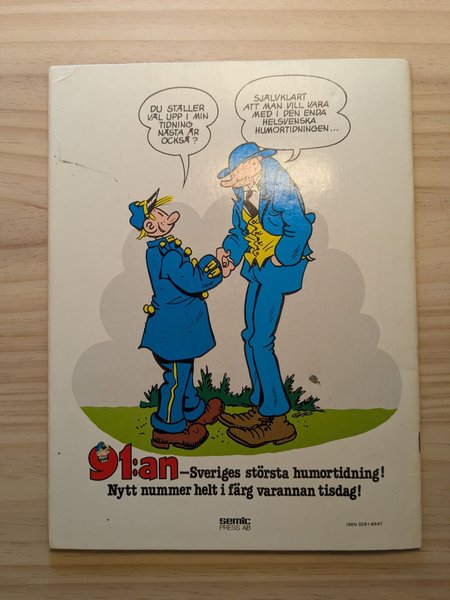 DU STÄLLER
VÄL UPP I MIN
TIDNING
NÄSTA ÅR
OCKSÅ?
SJÄLVKLART
ATT MAN VILL VARA
MED I DEN ENDA
HELSVENSKA
HUMORTIDNINGEN...
91:an—Sveriges största humortidning!
Nytt nummer helt i färg varannan tisdag!
semic
PRESS AB
ISSN 0281-6547